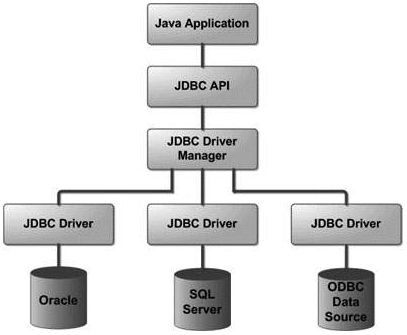 Java Application
JDBC API
JDBC Driver
Manager
JDBC Driver
JDBC Driver
JDBC Driver
Oracle
SQL
Server
ODBC
Data
Source